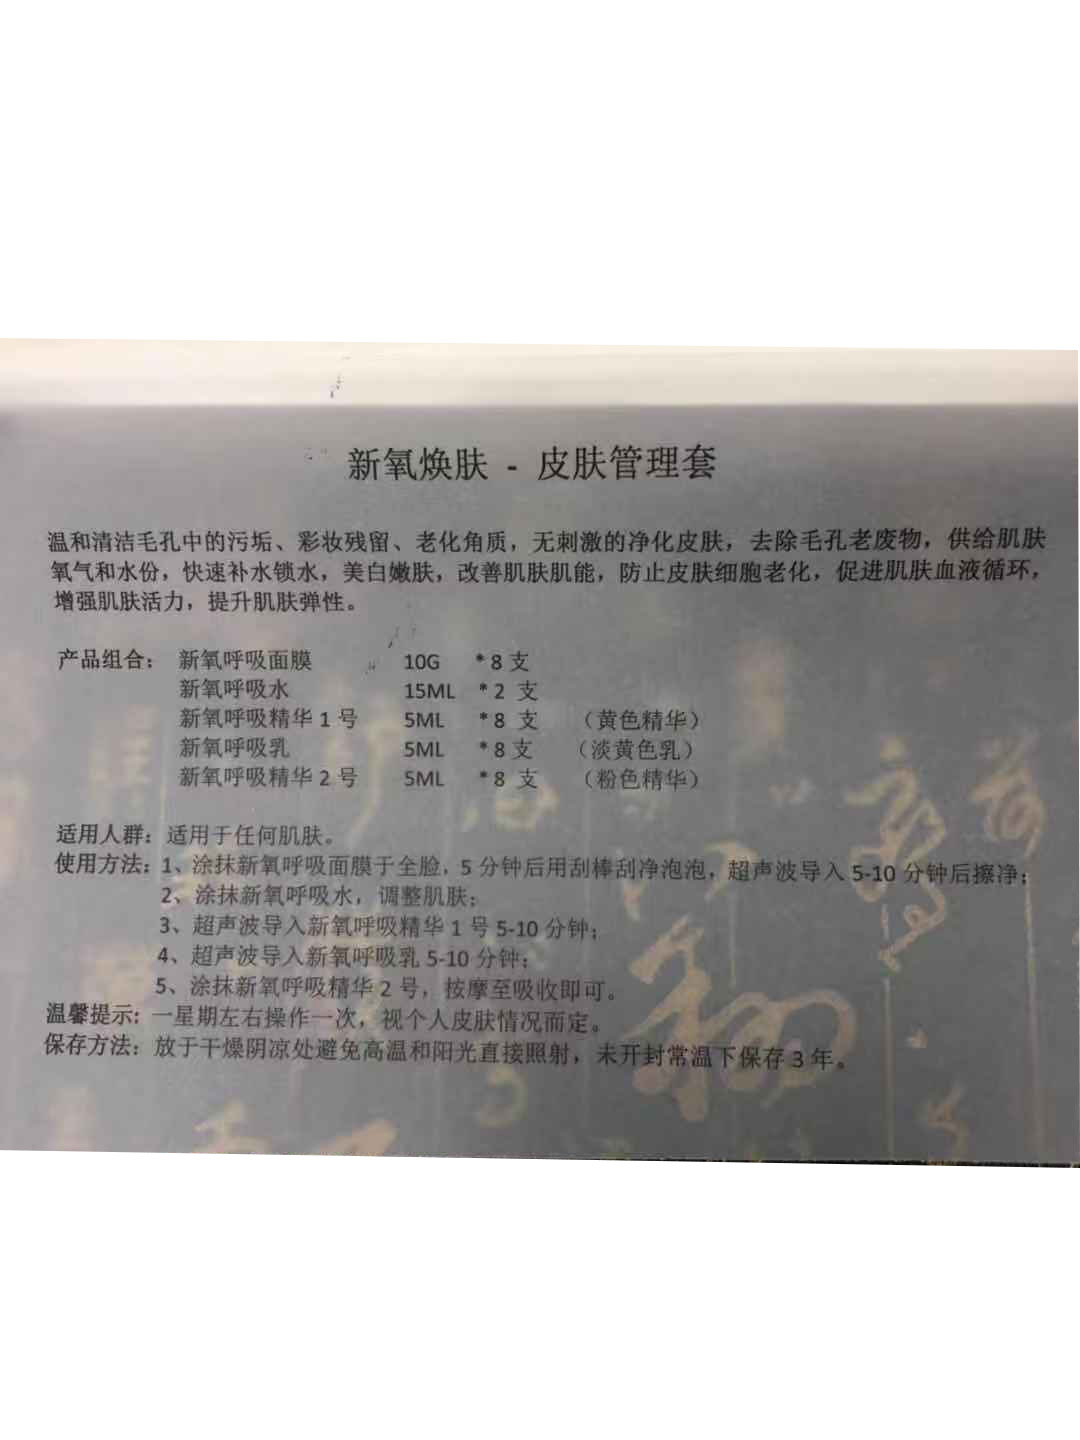 新氧焕肤 - 皮肤管理套
温和清洁毛孔中的污垢、彩妆残留、老化角质，无刺激的净化皮肤，去除毛孔老废物，供给肌肤
氧气和水份，快速补水锁水，美白嫩肤，改善肌肤肌能，防止皮肤细胞老化，促进肌肤血液循环，
增强肌肤活力，提升肌肤弹性。
产品组合： 新氧呼吸面膜 10G *8支
新氧呼吸水 15ML *2 支
新氧呼吸精华1号 5ML *8 支 （黄色精华）
新氧呼吸乳 5ML *8支 （淡黄色乳）
新氧呼吸精华2号 5ML *8 支 （粉色精华）
适用人群：适用于任何肌肤。
使用方法：1、涂抹新氧呼吸面膜于全脸，5分钟后用刮棒刮净泡泡，超声波导入5-10分钟后擦净；
2、涂抹新氧呼吸水，调整肌肤；
3、超声波导入新氧呼吸精华1号5-10分钟；
4、超声波导入新氧呼吸乳5-10分钟；
5、涂抹新氧呼吸精华2号，按摩至吸收即可。
温馨提示：一星期左右操作一次，视个人皮肤情况而定。
保存方法：放于干燥阴凉处避免高温和阳光直接照射，未开封常温下保存3年。